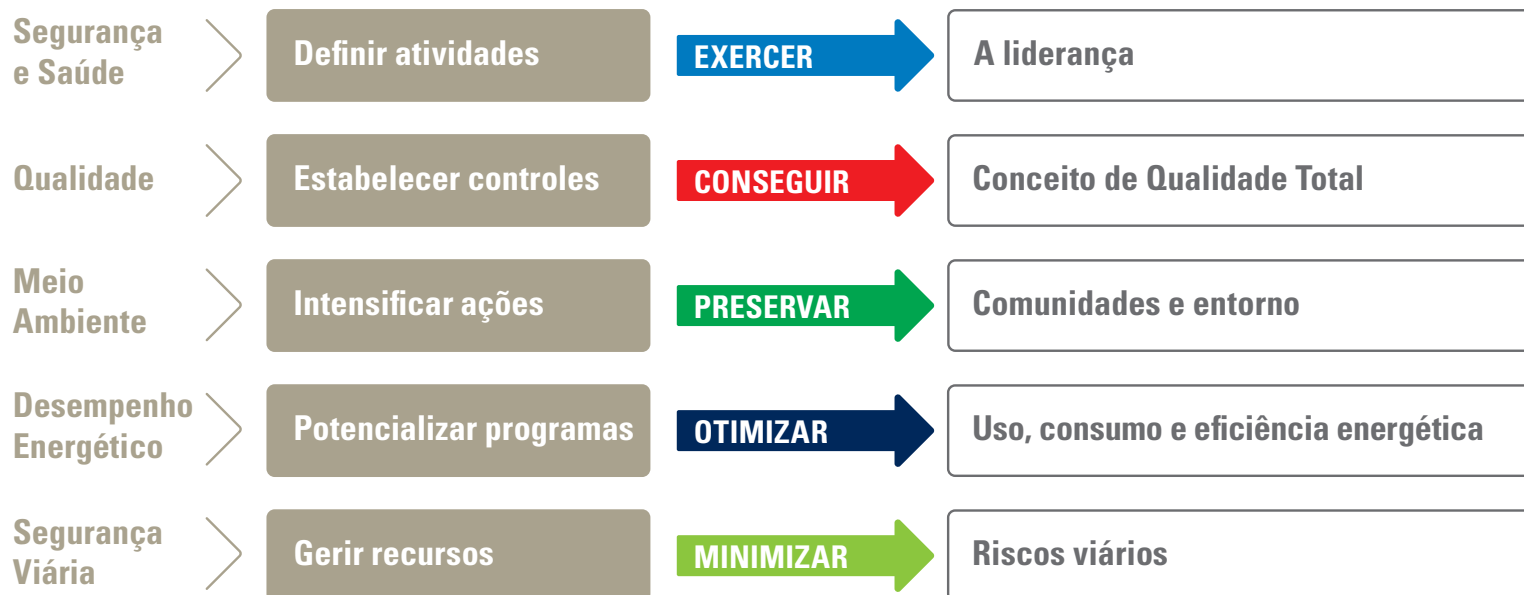 Segurança
e Saúde
Definir atividades
EXERCER
A liderança
Qualidade
Estabelecer controles
CONSEGUIR
Conceito de Qualidade Total
Meio
Ambiente
Intensificar ações
PRESERVAR
Comunidades e entorno
Desempenho
Energético
Potencializar programas
OTIMIZAR
Uso, consumo e eficiência energética
Segurança
Viária
Gerir recursos
MINIMIZAR
Riscos viários